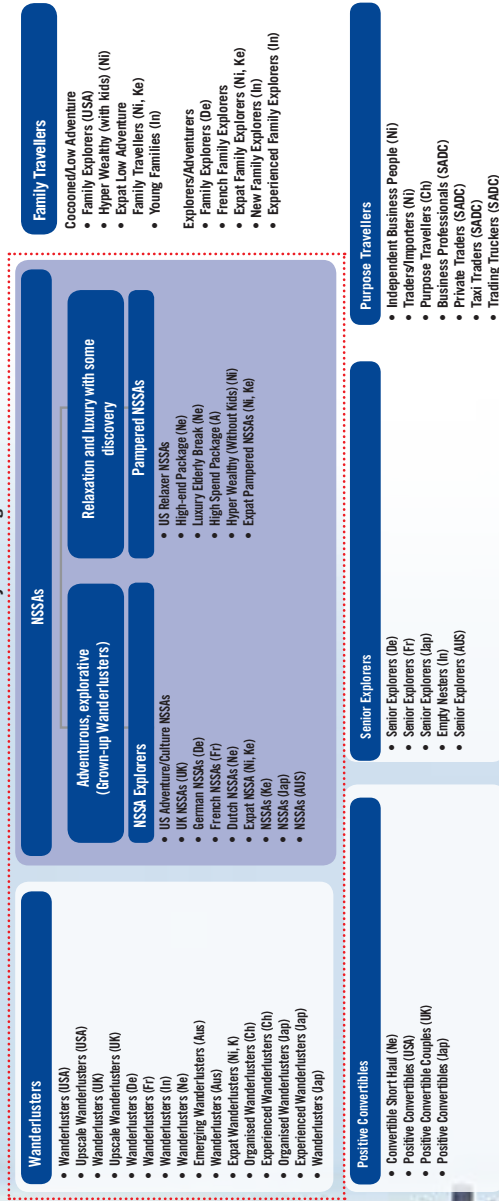 Wanderlusters
• Wanderlusters (USA)
• Upscale Wanderlusters (USA)
• Wanderlusters (UK)
• Upscale Wanderlusters (UK)
• Wanderlusters (De)
• Wanderlusters (Fr)
• Wanderlusters (In)
• Wanderlusters (Ne)
• Emerging Wanderlusters (Aus)
• Wanderlusters (Aus)
• Expat Wanderlusters (Ni, K)
• Organised Wanderlusters (Ch)
• Experienced Wanderlusters (Ch)
• Organised Wanderlusters (Jap)
• Experienced Wanderlusters (Jap)
• Wanderlusters (Jap)
NSSAs
Adventurous, explorative
(Grown-up Wanderlusters)
NSSA Explorers
• US Adventure/Culture NSSAs
• UK NSSAs (UK)
• German NSSAs (De)
• French NSSAs (Fr)
• Dutch NSSAs (Ne)
• Expat NSSA (Ni, Ke)
• NSSAs (Ke)
• NSSAs (Jap)
• NSSAs (AUS)
Relaxation and luxury with some
discovery
Pampered NSSAs
• US Relaxer NSSAs
• High-end Package (Ne)
• Luxury Elderly Break (Ne)
• High Spend Package (A)
• Hyper Wealthy (Without Kids) (Ni)
• Expat Pampered NSSAs (Ni, Ke)
Family Travellers
Cocooned/Low Adventure
• Family Explorers (USA)
• Hyper Wealthy (with kids) (Ni)
• Expat Low Adventure
Family Travellers (Ni, Ke)
• Young Families (In)
Explorers/Adventurers
• Family Explorers (De)
• French Family Explorers
• Expat Family Explorers (Ni, Ke)
• New Family Explorers (In)
• Experienced Family Explorers (In)
Positive Convertibles
• Convertible Short Haul (Ne)
• Positive Convertibles (USA)
• Positive Convertible Couples (UK)
• Positive Convertibles (Jap)
Senior Explorers
• Senior Explorers (De)
• Senior Explorers (Fr)
• Senior Explorers (Jap)
• Empty Nesters (In)
• Senior Explorers (AUS)
Purpose Travellers
• Independent Business People (Ni)
• Traders/Importers (Ni)
• Purpose Travellers (Ch)
• Business Professionals (SADC)
• Private Traders (SADC)
• Taxi Traders (SADC)
• Trading Truckers (SADC)